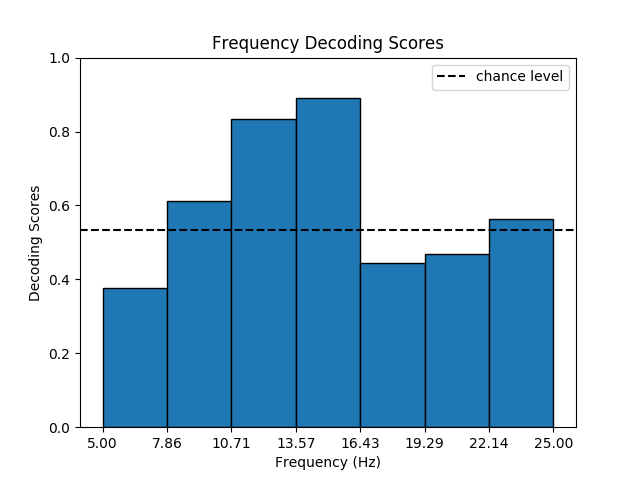 Frequency Decoding Scores
chance level
1.0
0.8
0.6
0.4
0.2
0.0
Decoding Scores
5.00 7.86 10.71 13.57 16.43 19.29 22.14 25.00
Frequency (Hz)